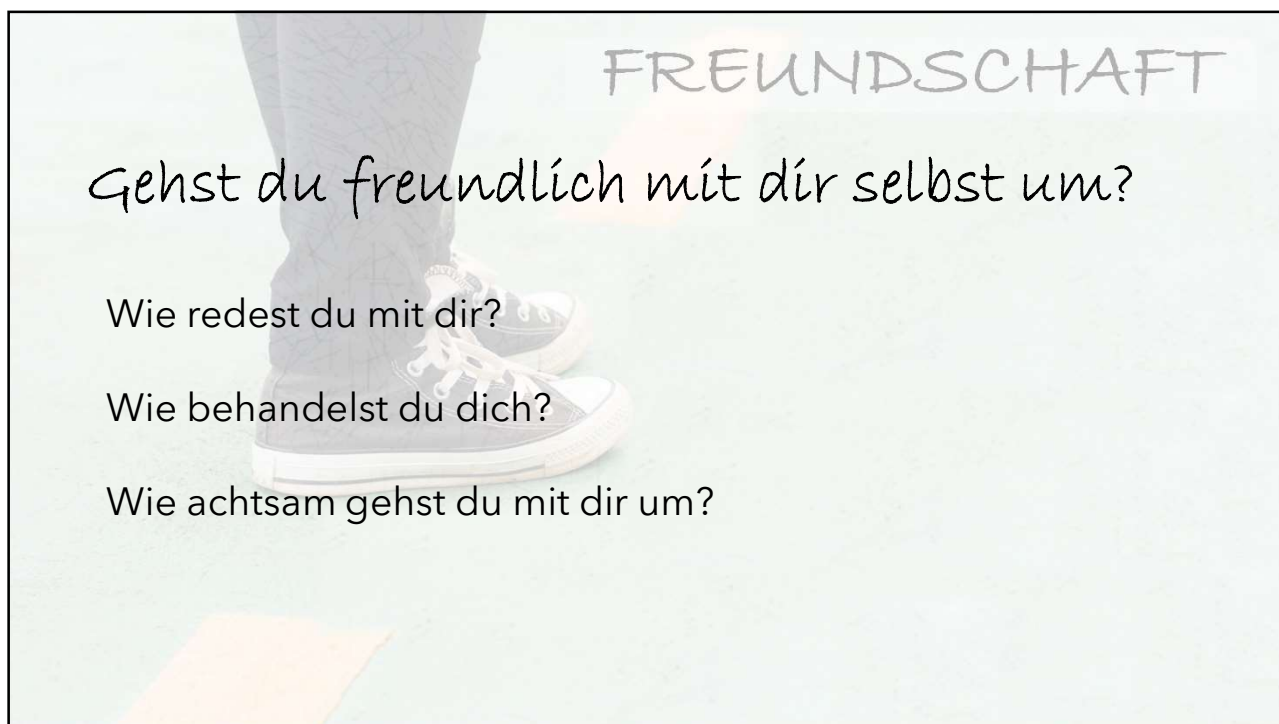 FREUNDSCHAFT
Gehst du freundlich mit dir selbst um?
Wie redest du mit dir?
Wie behandelst du dich?
Wie achtsam gehst du mit dir um?